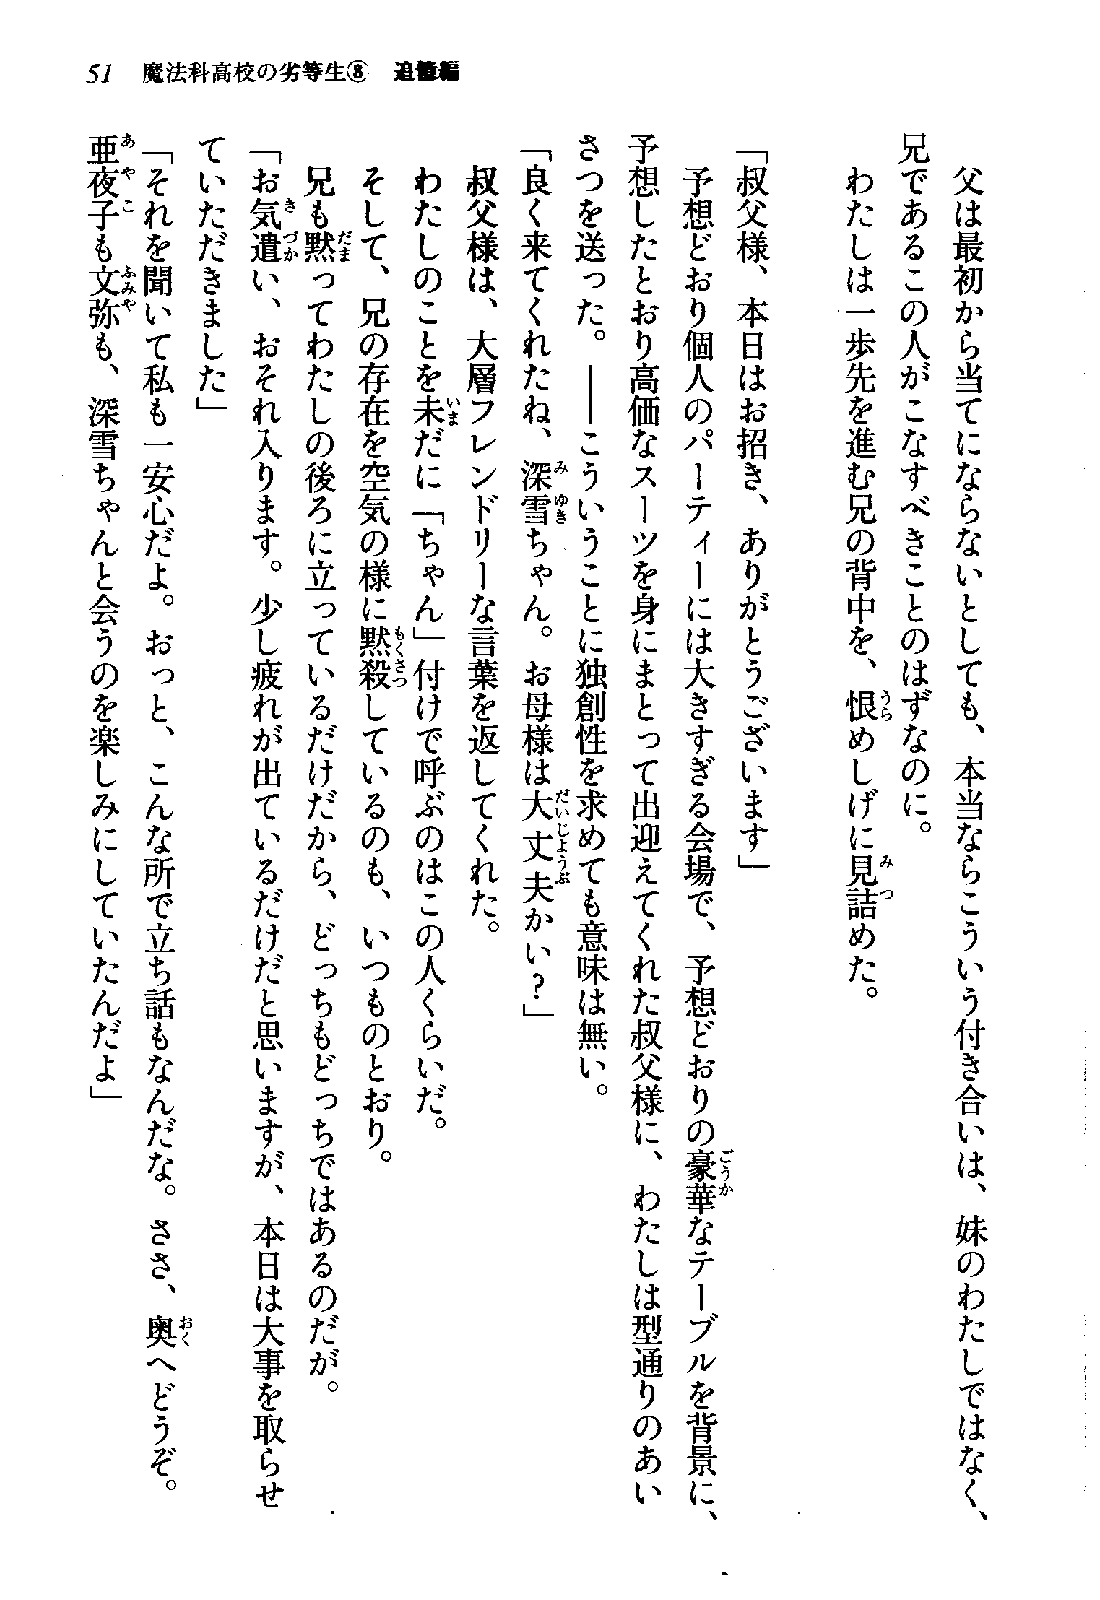 51　魔法科高校の劣等生⑧　追憶編
　父は最初から当てにならないとしても、本当ならこういう付き合いは、妹のわたしではなく、
兄であるこの人がこなすべきことのはずなのに。
　わたしは一歩先を進む兄の背中を、恨めしげに見詰めた。
「叔父様、本日はお招き、ありがとうございます」
　予想どおり個人のパーティーには大きすぎる会場で、予想どおりの豪華なテーブルを背景に、
予想したとおり高価なスーツを身にまとって出迎えてくれた叔父様に、わたしは型通りのあい
さつを送った。――こういうことに独創性を求めても意味は無い。
「良く来てくれたね、深雪ちゃん。お母様は大丈夫かい？」
　叔父様は、大層フレンドリーな言葉を返してくれた。
　わたしのことを未だに「ちゃん」付けで呼ぶのはこの人くらいだ。
　そして、兄の存在を空気の様に黙殺しているのも、いつものとおり。
　兄も黙ってわたしの後ろに立っているだけだから、どっちもどっちではあるのだが。
「お気遣い、おそれ入ります。少し疲れが出ているだけだと思いますが、本日は大事を取らせ
ていただきました」
「それを聞いて私も一安心だよ。おっと、こんな所で立ち話もなんだな。ささ、奥へどうぞ。
亜夜子も文弥も、深雪ちゃんと会うのを楽しみにしていたんだよ」